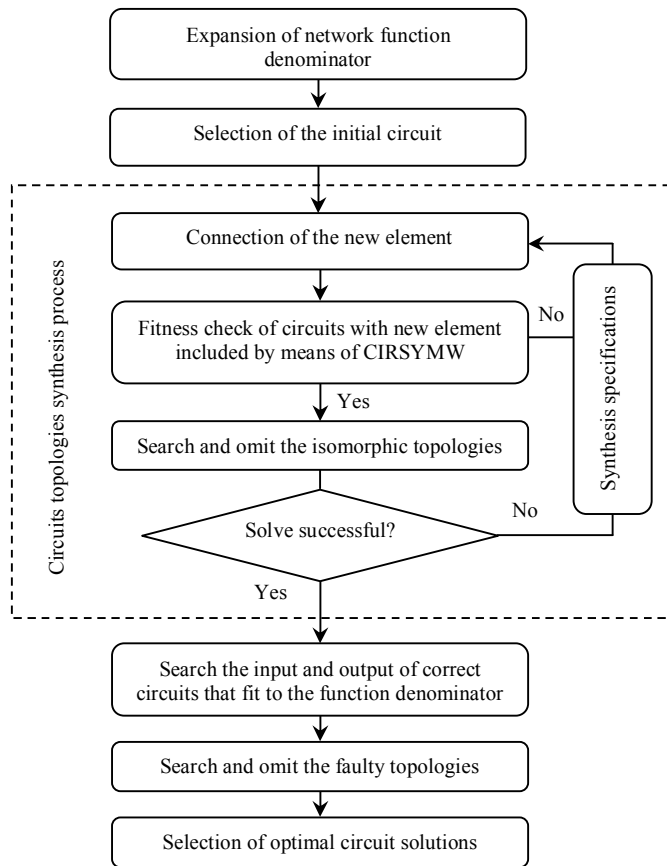 Expansion of network function
denominator
Selection of the initial circuit
Circuits topologies synthesis process
Connection of the new element
Fitness check of circuits with new element
included by means of CIRSYMW
No
Synthesis specifications
Yes
Search and omit the isomorphic topologies
Solve successful?
No
Yes
Search the input and output of correct
circuits that fit to the function denominator
Search and omit the faulty topologies
Selection of optimal circuit solutions